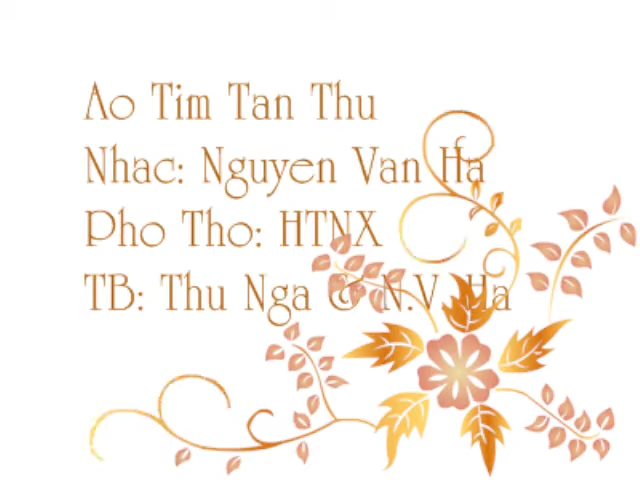 Ao Tim Tan Thu
Nhac: Nguyen Van Ha
Pho Tho: HTNX
TB: Thu Nga & N.V. Ha